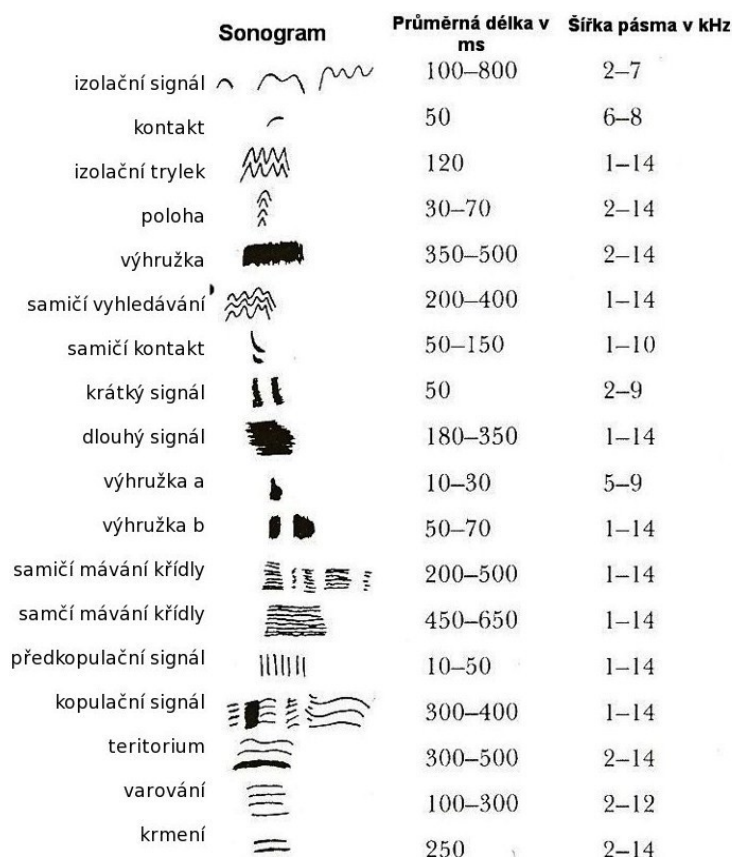 Sonogram Průměrná délka v ms Šířka pásma v kHz
izolační signál 100–800 2–7
kontakt 50 6–8
izolační trylek 120 1–14
poloha 30–70 2–14
výhružka 350–500 2–14
samičí vyhledávání 200–400 1–14
samičí kontakt 50–150 1–10
krátký signál 50 2–9
dlouhý signál 180–350 1–14
výhružka a 10–30 5–9
výhružka b 50–70 1–14
samičí mávání křídly 200–500 1–14
samčí mávání křídly 450–650 1–14
předkopulační signál 10–50 1–14
kopulační signál 300–400 1–14
teritorium 300–500 2–14
varování 100–300 2–12
krmení 250 2–14